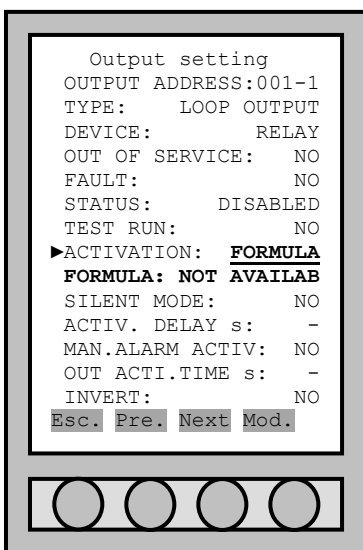 Output setting
OUTPUT ADDRESS:001-1
TYPE: LOOP OUTPUT
DEVICE: RELAY
OUT OF SERVICE: NO
FAULT: NO
STATUS: DISABLED
TEST RUN: NO
►ACTIVATION: FORMULA
FORMULA: NOT AVAILAB
SILENT MODE: NO
ACTIV. DELAY s: -
MAN.ALARM ACTIV: NO
OUT ACTI.TIME s: -
INVERT: NO
Esc. Pre. Next Mod.